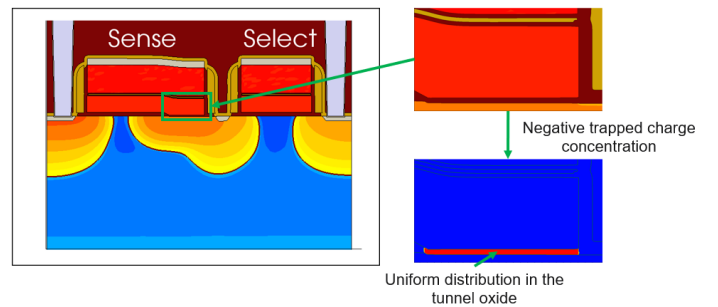 Sense
Select
Negative trapped charge
concentration
Uniform distribution in the
tunnel oxide